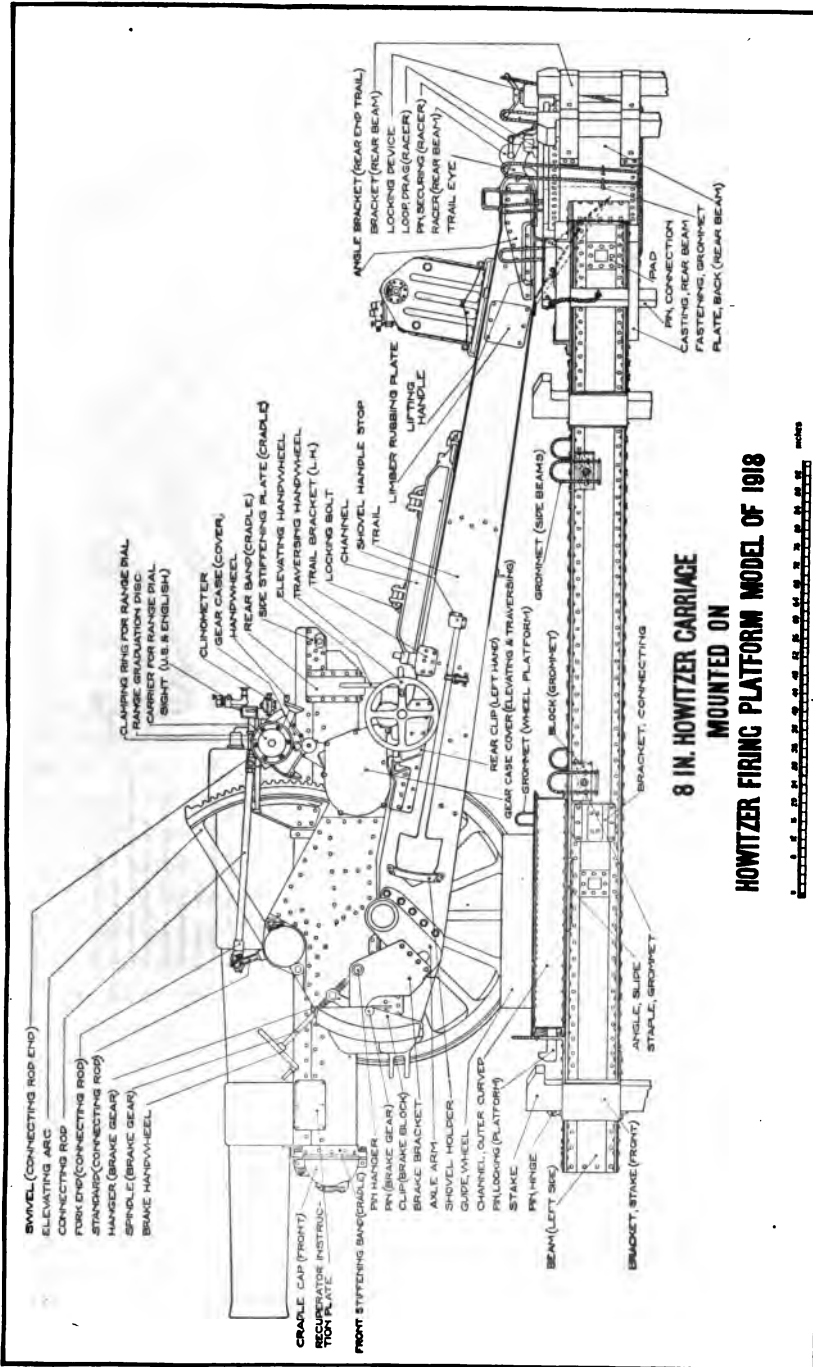 SWIVEL (CONNECTING ROD END)
ELEVATING ARC
CONNECTING ROD
FORK END (CONNECTING ROD)
STANDARD (CONNECTING ROD)
HANGER (BRAKE GEAR)
SPINDLE (BRAKE GEAR)
BRAKE HANDWHEEL
CLAMPING RING FOR RANGE DIAL
RANGE GRADUATION DISC
CARRIER FOR RANGE DIAL
SIGHT (U.S. & ENGLISH)
CLINOMETER
GEAR CASE (COVER)
HANDWHEEL
REAR BAND (CRADLE)
SIDE STIFFENING PLATE (CRADLE)
ELEVATING HANDWHEEL
TRAVERSING HANDWHEEL
TRAIL BRACKET (L.H.)
LOCKING BOLT
CHANNEL
SHOVEL HANDLE STOP
TRAIL
LIMBER RUBBING PLATE
LIFTING
HANDLE
ANGLE BRACKET (REAR END TRAIL)
BRACKET (REAR BEAM)
LOCKING DEVICE
LOOP, DRAG (RACER)
PIN, SECURING (RACER)
RACER (REAR BEAM)
TRAIL EYE
CRADLE CAP (FRONT)
RECUPERATOR INSTRUC-
TION PLATE
FRONT STIFFENING BAND (CRADLE)
PIN HANGER
PIN (BRAKE GEAR)
CLIP (BRAKE BLOCK)
BRAKE BRACKET
AXLE ARM
SHOVEL HOLDER
GUIDE, WHEEL
CHANNEL, OUTER CURVED
PIN, LOCKING (PLATFORM)
STAKE
PIN, HINGE
BEAM (LEFT SIDE)
BRACKET, STAKE (FRONT)
REAR CLIP (LEFT HAND)
GEAR CASE COVER (ELEVATING & TRAVERSING)
GROMMET (WHEEL PLATFORM)
BLOCK (GROMMET)
GROMMET (SIDE BEAMS)
ANGLE, SLIDE
STAPLE, GROMMET
BRACKET, CONNECTING
PAD
PIN, CONNECTION
CASTING, REAR BEAM
FASTENING, GROMMET
PLATE, BACK (REAR BEAM)
8 IN. HOWITZER CARRIAGE
MOUNTED ON
HOWITZER FIRING PLATFORM MODEL OF 1918
INCHES